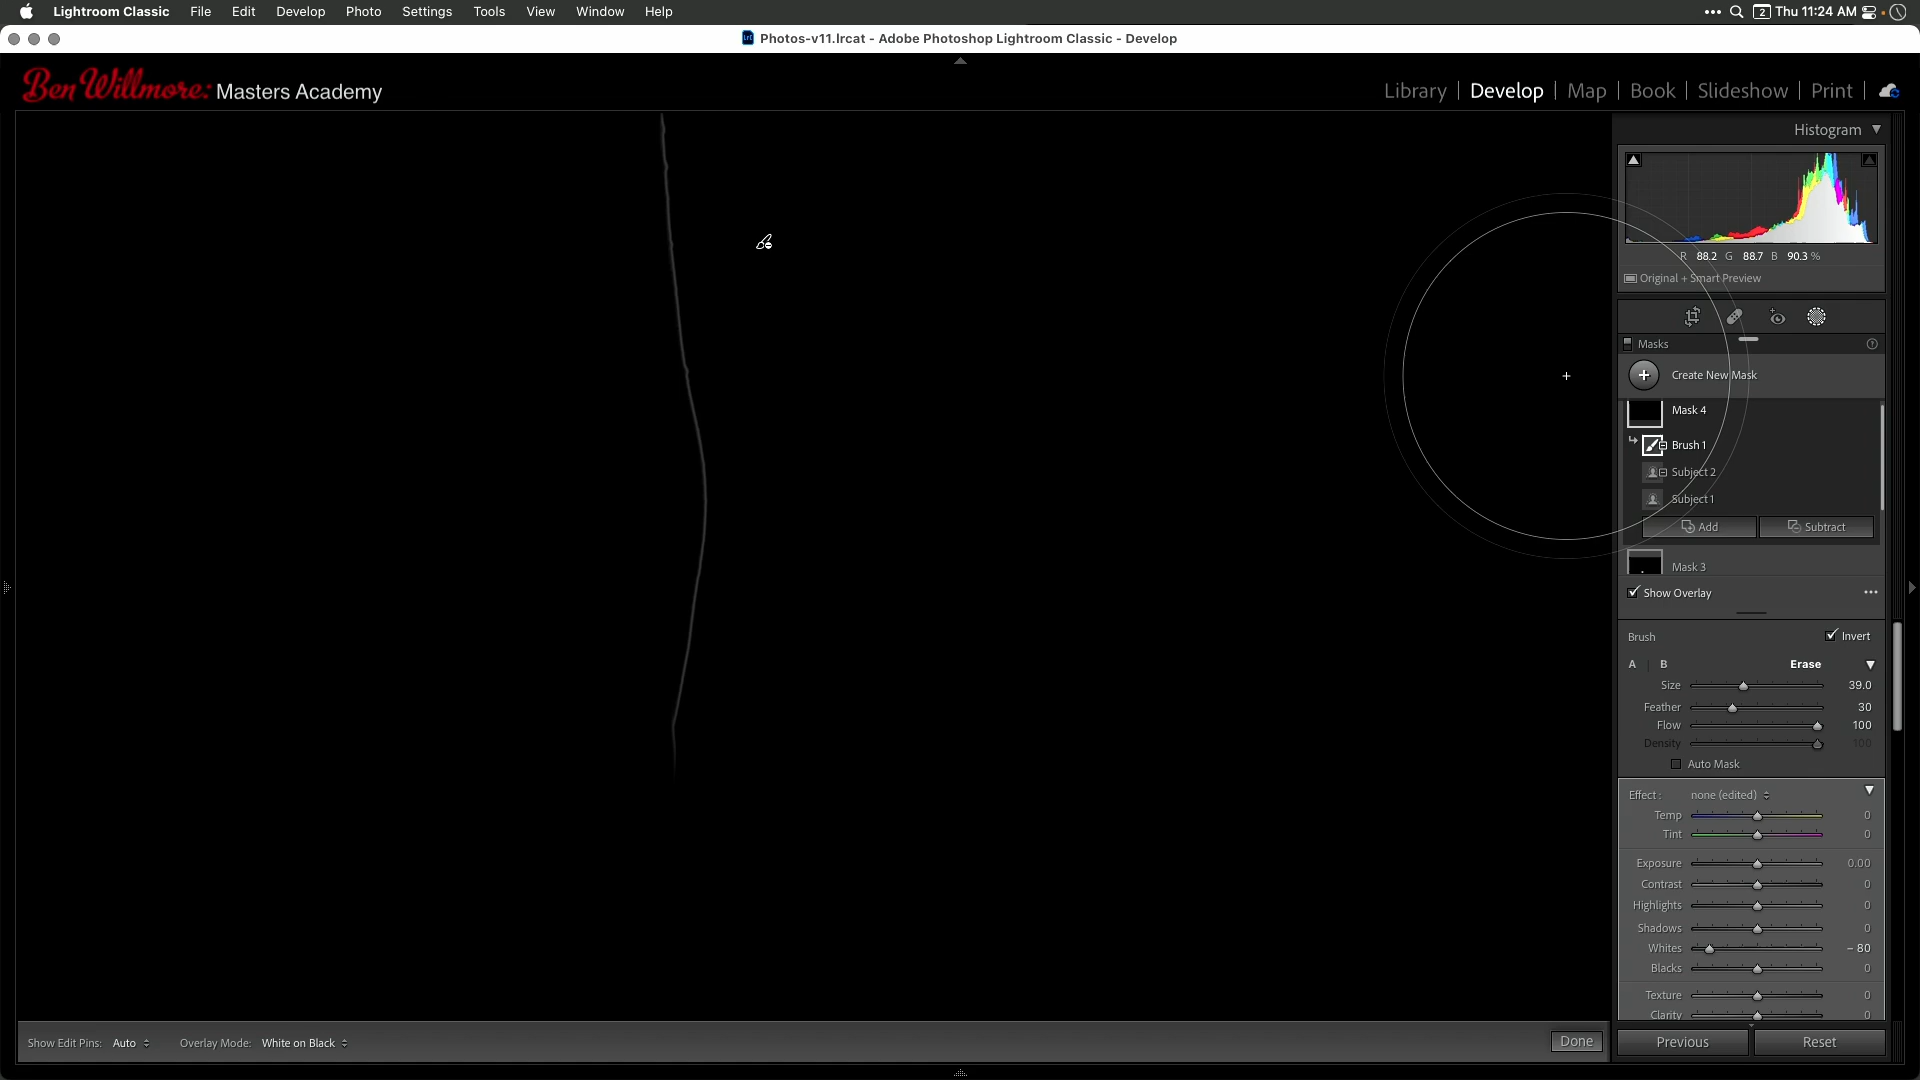 Lightroom Classic File Edit Develop Photo Settings Tools View Window Help ••• 2 Thu 11:24 AM
Photos-v11.lrcat - Adobe Photoshop Lightroom Classic - Develop
Ben Willmore: Masters Academy
Library | Develop | Map | Book | Slideshow | Print |
Histogram
R 88.2 G 88.7 B 90.3 %
Original + Smart Preview
Masks
Create New Mask
Mask 4
Brush 1
Subject 2
Subject 1
Add Subtract
Mask 3
Show Overlay
Brush Invert
A | B Erase
Size 39.0
Feather 30
Flow 100
Density 100
Auto Mask
Effect : none (edited)
Temp 0
Tint 0
Exposure 0.00
Contrast 0
Highlights 0
Shadows 0
Whites – 80
Blacks 0
Texture 0
Clarity 0
Show Edit Pins: Auto Overlay Mode: White on Black Done Previous Reset